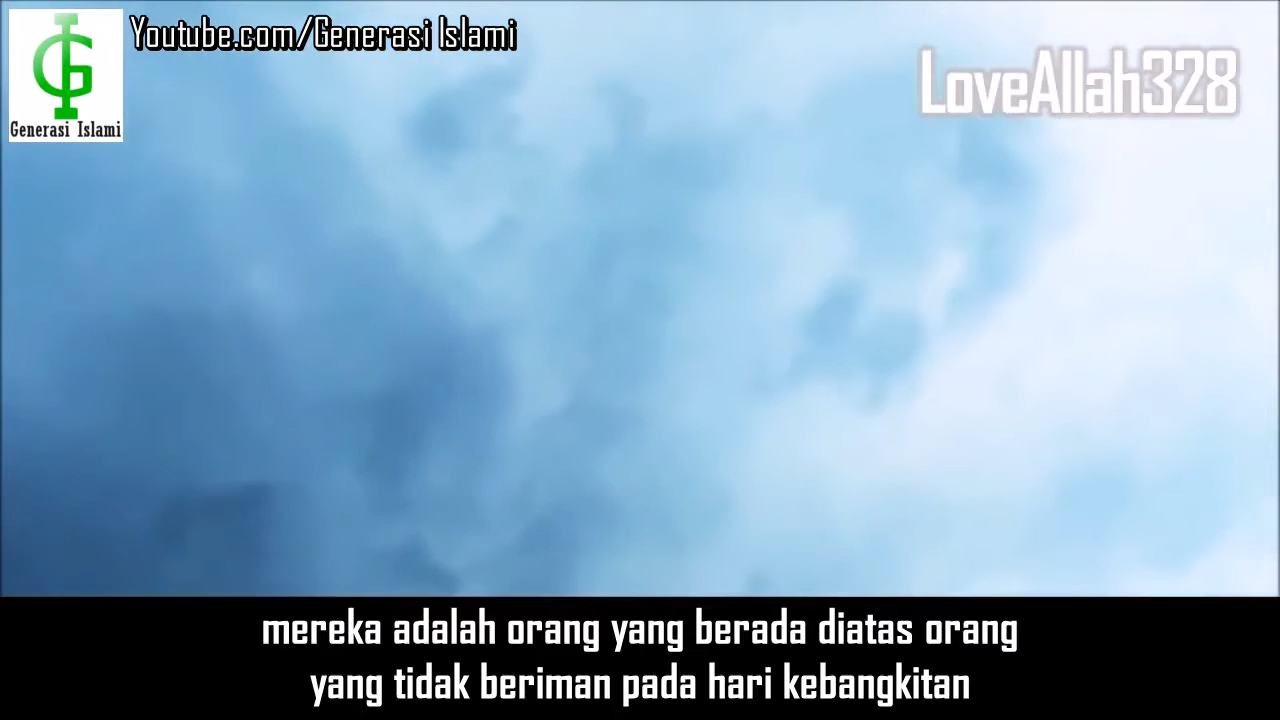 Youtube.com/Generasi Islami
LoveAllah328
GI
Generasi Islami
mereka adalah orang yang berada diatas orang
yang tidak beriman pada hari kebangkitan